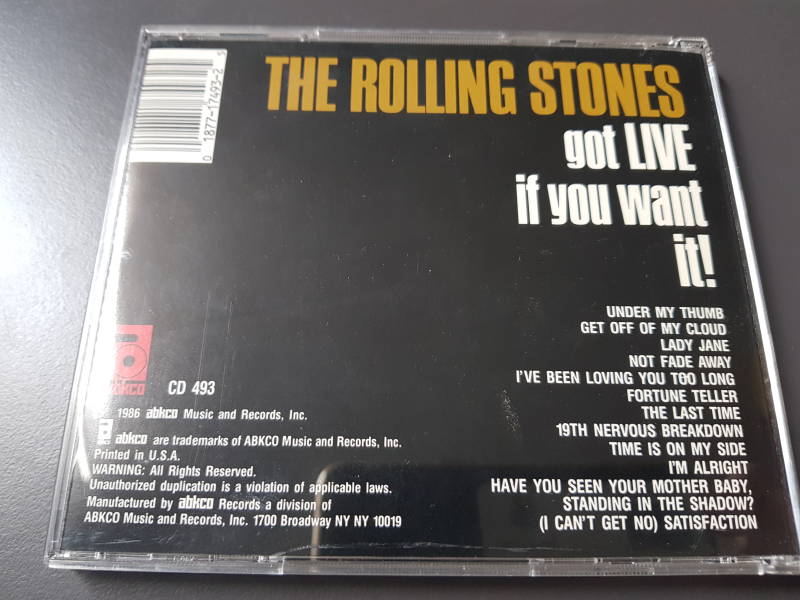 0 1877-17493-2 5
THE ROLLING STONES
got LIVE
if you want
it!
UNDER MY THUMB
GET OFF OF MY CLOUD
LADY JANE
NOT FADE AWAY
I'VE BEEN LOVING YOU TOO LONG
FORTUNE TELLER
THE LAST TIME
19TH NERVOUS BREAKDOWN
TIME IS ON MY SIDE
I'M ALRIGHT
HAVE YOU SEEN YOUR MOTHER BABY,
STANDING IN THE SHADOW?
(I CAN'T GET NO) SATISFACTION
abkco
CD 493
1986 abkco Music and Records, Inc.
abkco are trademarks of ABKCO Music and Records, Inc.
Printed in U.S.A.
WARNING: All Rights Reserved.
Unauthorized duplication is a violation of applicable laws.
Manufactured by abkco Records a division of
ABKCO Music and Records, Inc. 1700 Broadway NY NY 10019